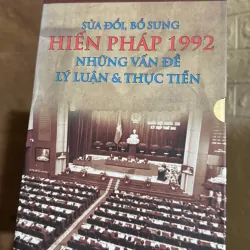 SỬA ĐỔI, BỔ SUNG
HIẾN PHÁP 1992
NHỮNG VẤN ĐỀ
LÝ LUẬN & THỰC TIỄN